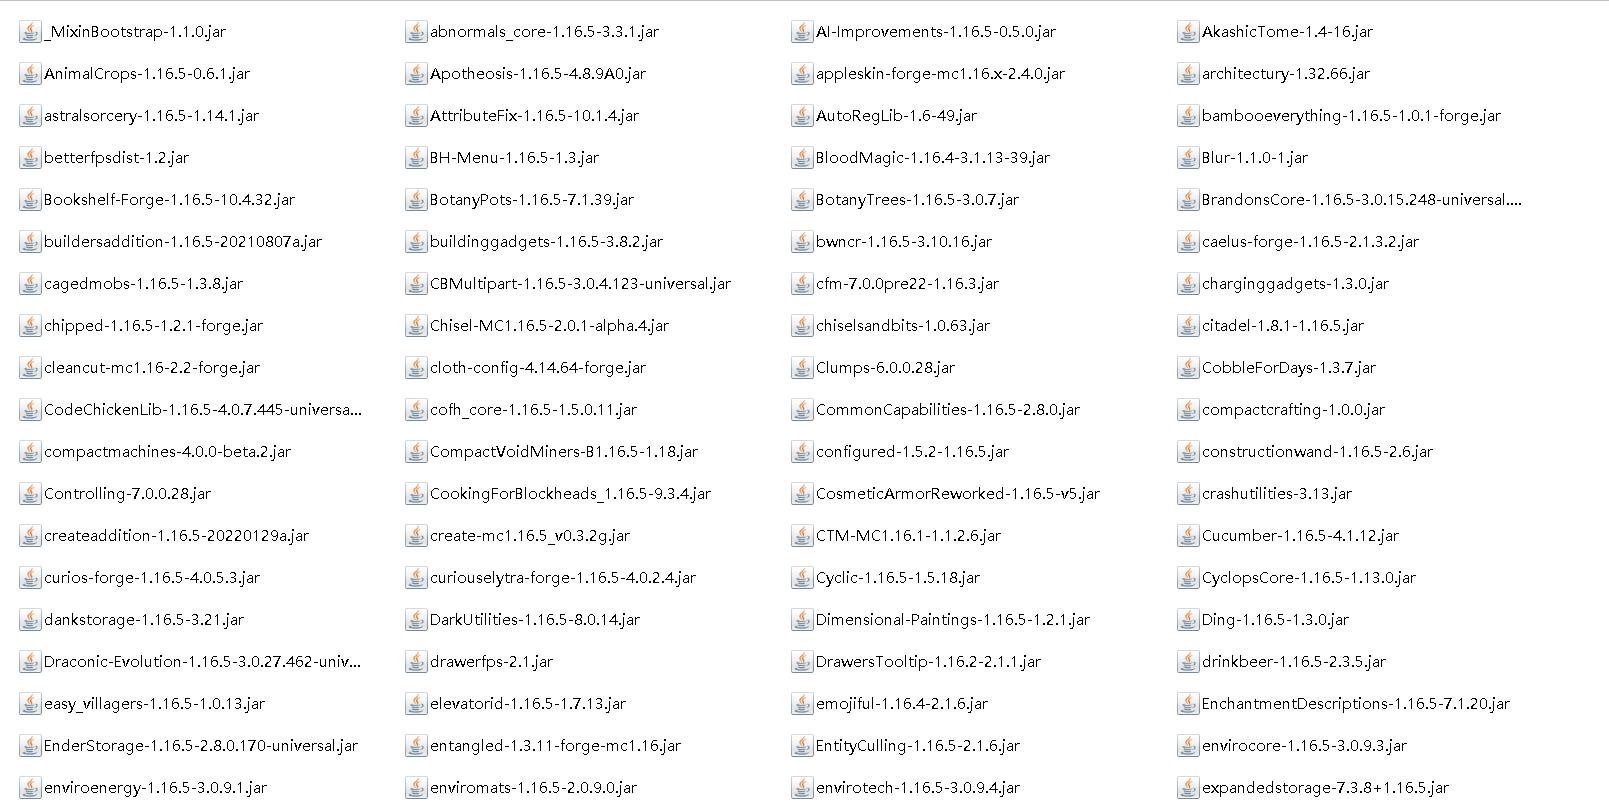 _MixinBootstrap-1.1.0.jar
abnormals_core-1.16.5-3.3.1.jar
AI-Improvements-1.16.5-0.5.0.jar
AkashicTome-1.4-16.jar
AnimalCrops-1.16.5-0.6.1.jar
Apotheosis-1.16.5-4.8.9A0.jar
appleskin-forge-mc1.16.x-2.4.0.jar
architectury-1.32.66.jar
astralsorcery-1.16.5-1.14.1.jar
AttributeFix-1.16.5-10.1.4.jar
AutoRegLib-1.6-49.jar
bambooeverything-1.16.5-1.0.1-forge.jar
betterfpsdist-1.2.jar
BH-Menu-1.16.5-1.3.jar
BloodMagic-1.16.4-3.1.13-39.jar
Blur-1.1.0-1.jar
Bookshelf-Forge-1.16.5-10.4.32.jar
BotanyPots-1.16.5-7.1.39.jar
BotanyTrees-1.16.5-3.0.7.jar
BrandonsCore-1.16.5-3.0.15.248-universal....
buildersaddition-1.16.5-20210807a.jar
buildinggadgets-1.16.5-3.8.2.jar
bwncr-1.16.5-3.10.16.jar
caelus-forge-1.16.5-2.1.3.2.jar
cagedmobs-1.16.5-1.3.8.jar
CBMultipart-1.16.5-3.0.4.123-universal.jar
cfm-7.0.0pre22-1.16.3.jar
charginggadgets-1.3.0.jar
chipped-1.16.5-1.2.1-forge.jar
Chisel-MC1.16.5-2.0.1-alpha.4.jar
chiselsandbits-1.0.63.jar
citadel-1.8.1-1.16.5.jar
cleancut-mc1.16-2.2-forge.jar
cloth-config-4.14.64-forge.jar
Clumps-6.0.0.28.jar
CobbleForDays-1.3.7.jar
CodeChickenLib-1.16.5-4.0.7.445-universa...
cofh_core-1.16.5-1.5.0.11.jar
CommonCapabilities-1.16.5-2.8.0.jar
compactcrafting-1.0.0.jar
compactmachines-4.0.0-beta.2.jar
CompactVoidMiners-B1.16.5-1.18.jar
configured-1.5.2-1.16.5.jar
constructionwand-1.16.5-2.6.jar
Controlling-7.0.0.28.jar
CookingForBlockheads_1.16.5-9.3.4.jar
CosmeticArmorReworked-1.16.5-v5.jar
crashutilities-3.13.jar
createaddition-1.16.5-20220129a.jar
create-mc1.16.5_v0.3.2g.jar
CTM-MC1.16.1-1.1.2.6.jar
Cucumber-1.16.5-4.1.12.jar
curios-forge-1.16.5-4.0.5.3.jar
curiouselytra-forge-1.16.5-4.0.2.4.jar
Cyclic-1.16.5-1.5.18.jar
CyclopsCore-1.16.5-1.13.0.jar
dankstorage-1.16.5-3.21.jar
DarkUtilities-1.16.5-8.0.14.jar
Dimensional-Paintings-1.16.5-1.2.1.jar
Ding-1.16.5-1.3.0.jar
Draconic-Evolution-1.16.5-3.0.27.462-univ...
drawerfps-2.1.jar
DrawersTooltip-1.16.2-2.1.1.jar
drinkbeer-1.16.5-2.3.5.jar
easy_villagers-1.16.5-1.0.13.jar
elevatorid-1.16.5-1.7.13.jar
emojiful-1.16.4-2.1.6.jar
EnchantmentDescriptions-1.16.5-7.1.20.jar
EnderStorage-1.16.5-2.8.0.170-universal.jar
entangled-1.3.11-forge-mc1.16.jar
EntityCulling-1.16.5-2.1.6.jar
envirocore-1.16.5-3.0.9.3.jar
enviroenergy-1.16.5-3.0.9.1.jar
enviromats-1.16.5-2.0.9.0.jar
envirotech-1.16.5-3.0.9.4.jar
expandedstorage-7.3.8+1.16.5.jar